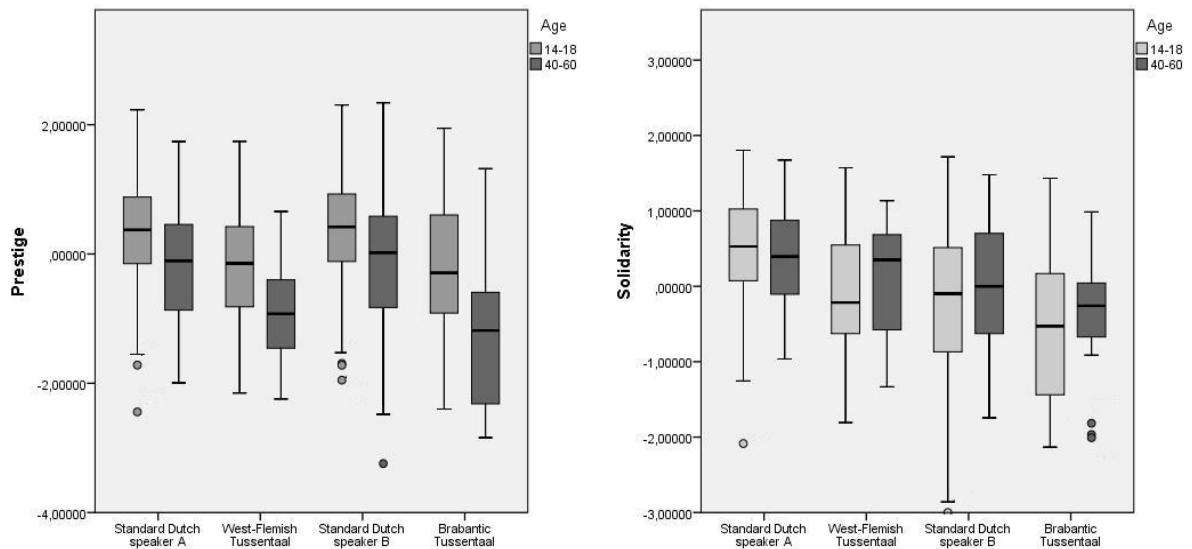 Age
14-18
40-60
2,00000
,00000
-2,00000
-4,00000
Prestige
Standard Dutch
speaker A
West-Flemish
Tussentaal
Standard Dutch
speaker B
Brabantic
Tussentaal
Age
14-18
40-60
3,00000
2,00000
1,00000
,00000
-1,00000
-2,00000
-3,00000
Solidarity
Standard Dutch
speaker A
West-Flemish
Tussentaal
Standard Dutch
speaker B
Brabantic
Tussentaal